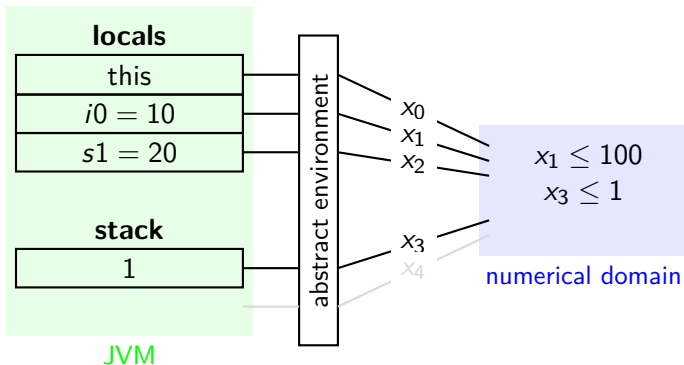 locals
this
i0 = 10
s1 = 20
stack
1
JVM
abstract environment
x₀
x₁
x₂
x₃
x₄
x₁ ≤ 100
x₃ ≤ 1
numerical domain